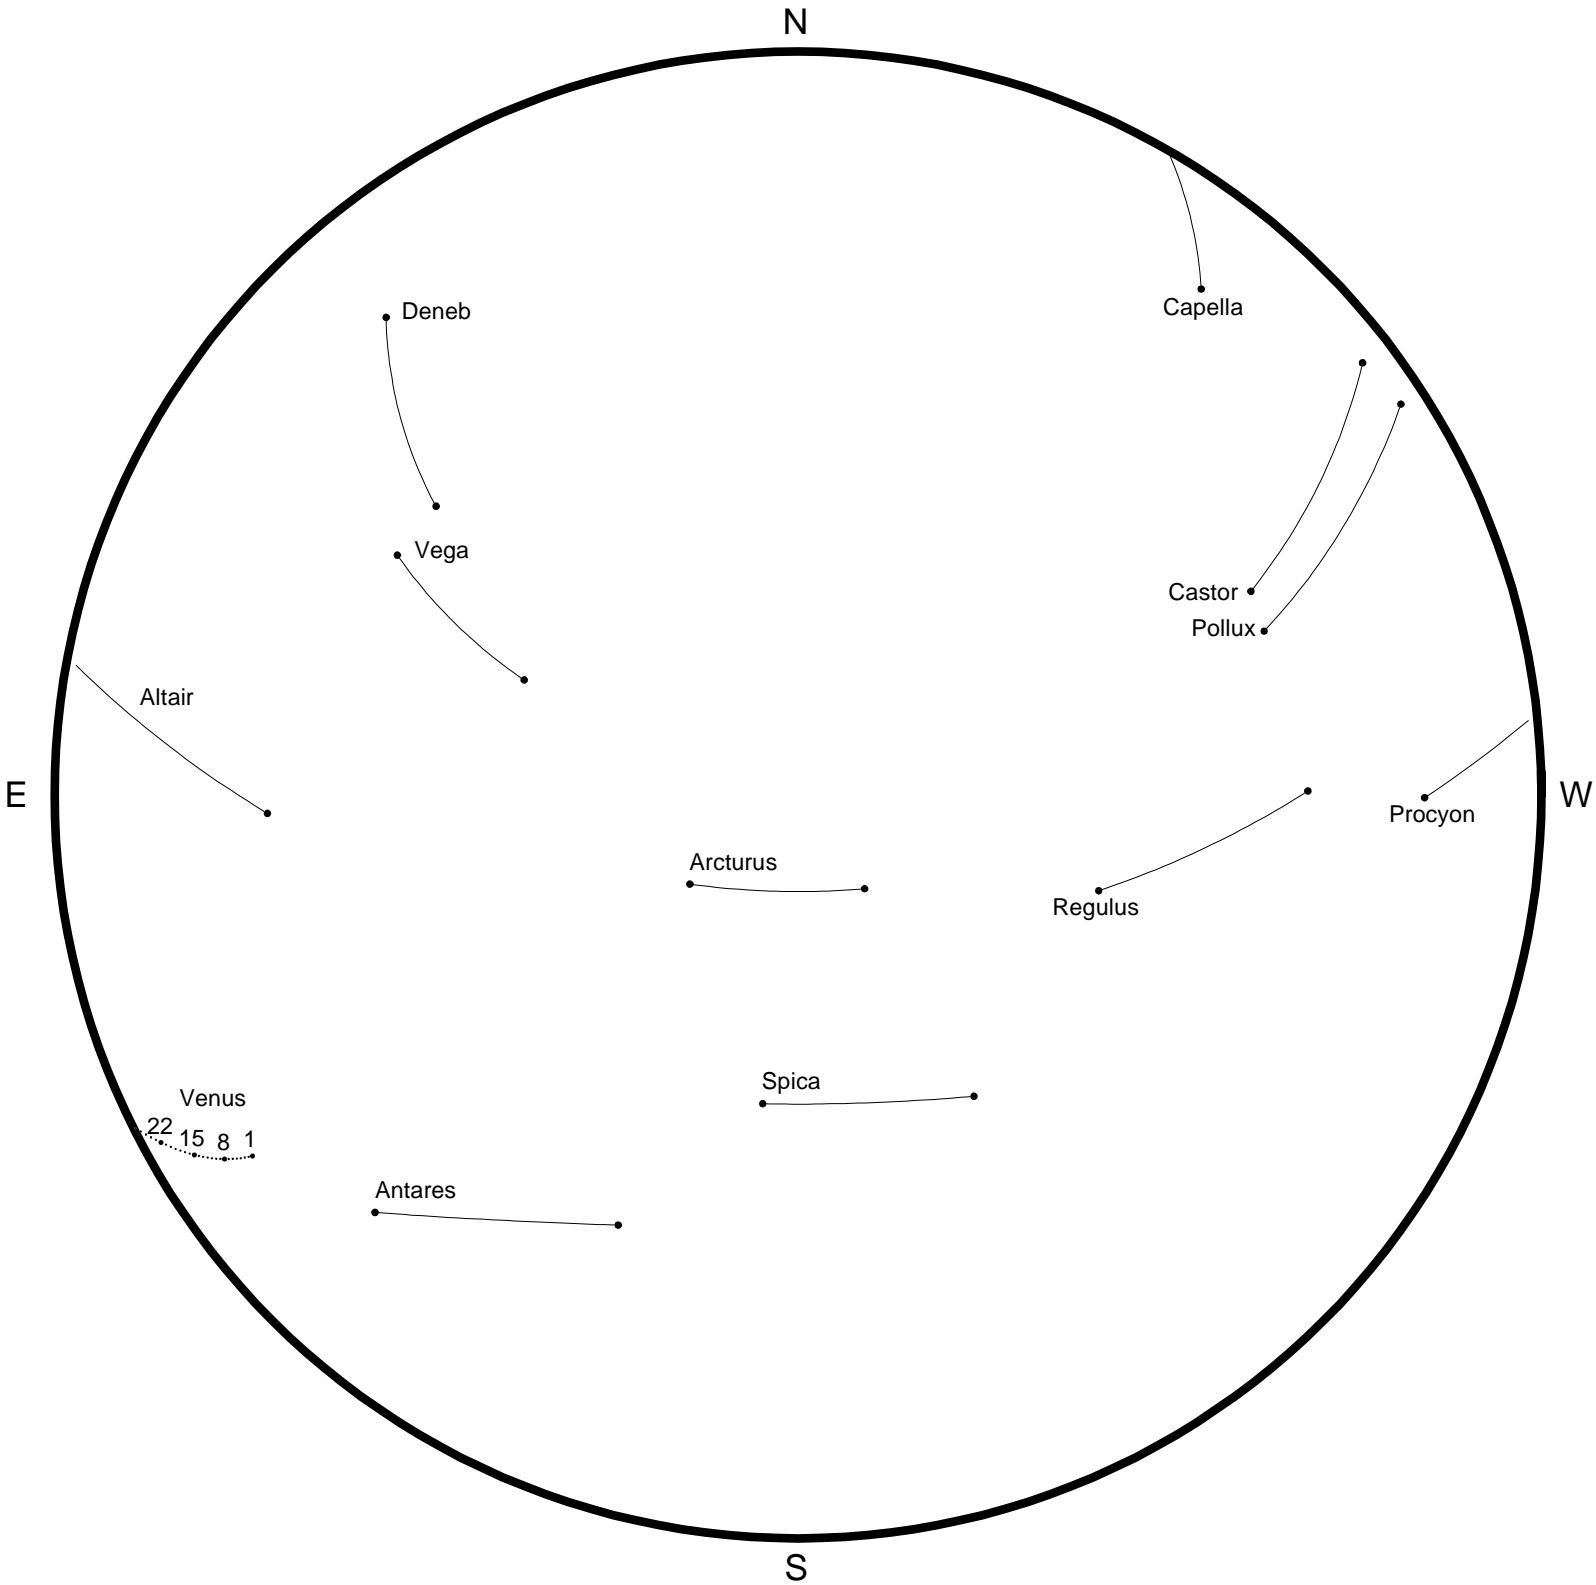 N
Deneb
Capella
Vega
Castor
Pollux
Altair
E
W
Procyon
Arcturus
Regulus
Spica
Venus
22 15 8 1
Antares
S